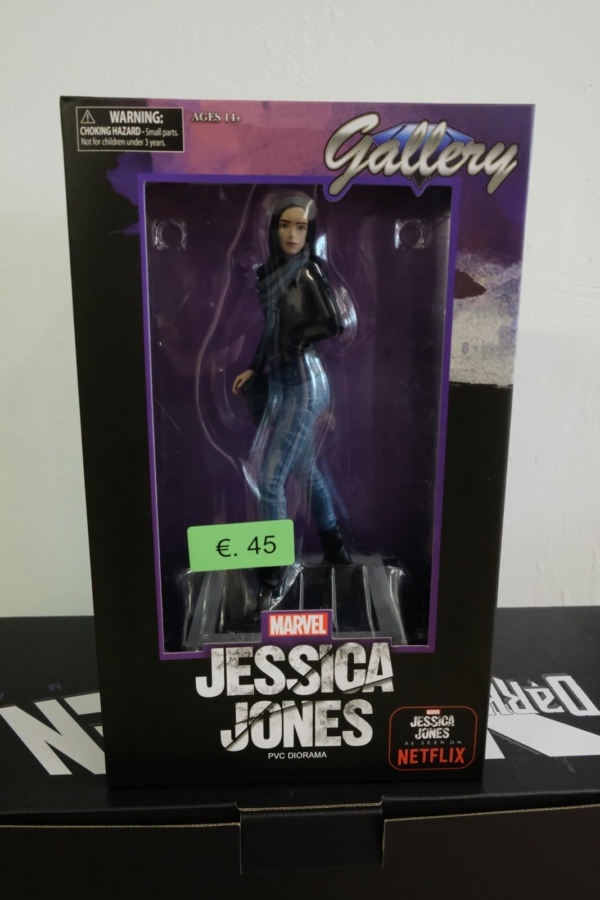 WARNING:
CHOKING HAZARD - Small parts.
Not for children under 3 years.
AGES 14+
Gallery
€. 45
MARVEL
JESSICA
JONES
PVC DIORAMA
MARVEL
JESSICA
JONES
AS SEEN ON
NETFLIX